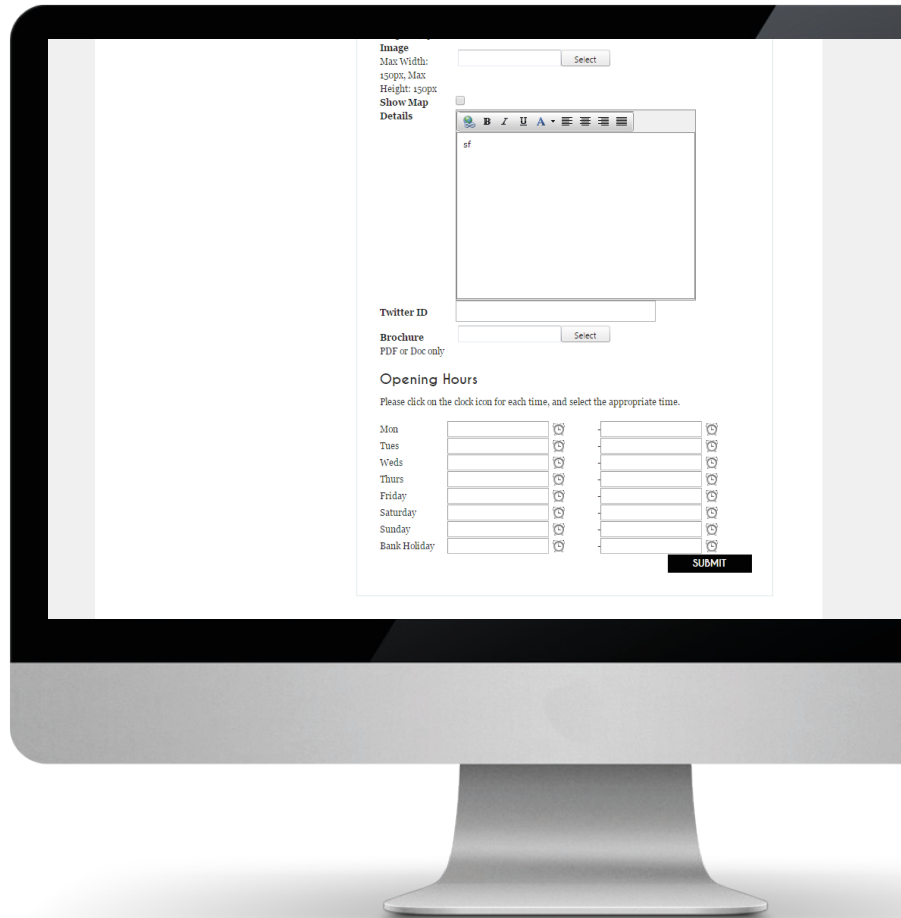 Image
Max Width:
Select
150px, Max
Height: 150px
Show Map
Details
B I U A
sf
Twitter ID
Brochure
Select
PDF or Doc only
Opening Hours
Please click on the clock icon for each time, and select the appropriate time.
Mon -
Tues -
Weds -
Thurs -
Friday -
Saturday -
Sunday -
Bank Holiday -
SUBMIT